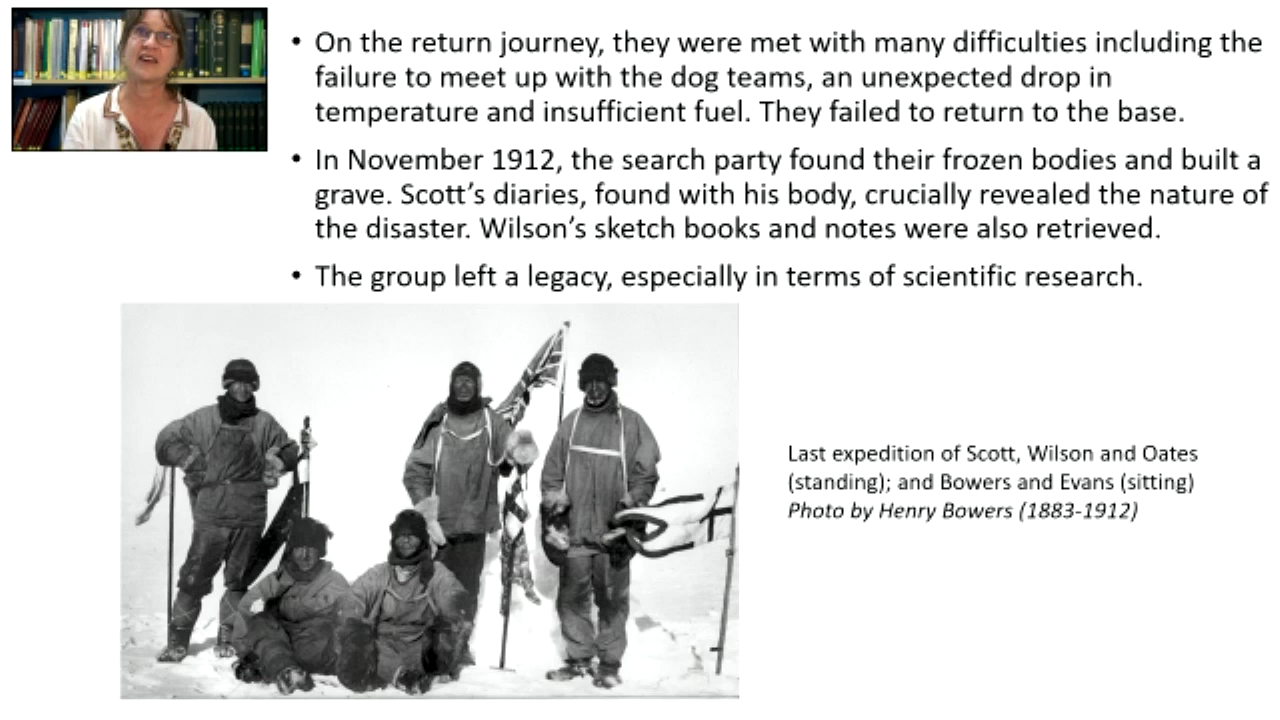 • On the return journey, they were met with many difficulties including the
failure to meet up with the dog teams, an unexpected drop in
temperature and insufficient fuel. They failed to return to the base.
• In November 1912, the search party found their frozen bodies and built a
grave. Scott’s diaries, found with his body, crucially revealed the nature of
the disaster. Wilson’s sketch books and notes were also retrieved.
• The group left a legacy, especially in terms of scientific research.
Last expedition of Scott, Wilson and Oates
(standing); and Bowers and Evans (sitting)
Photo by Henry Bowers (1883-1912)